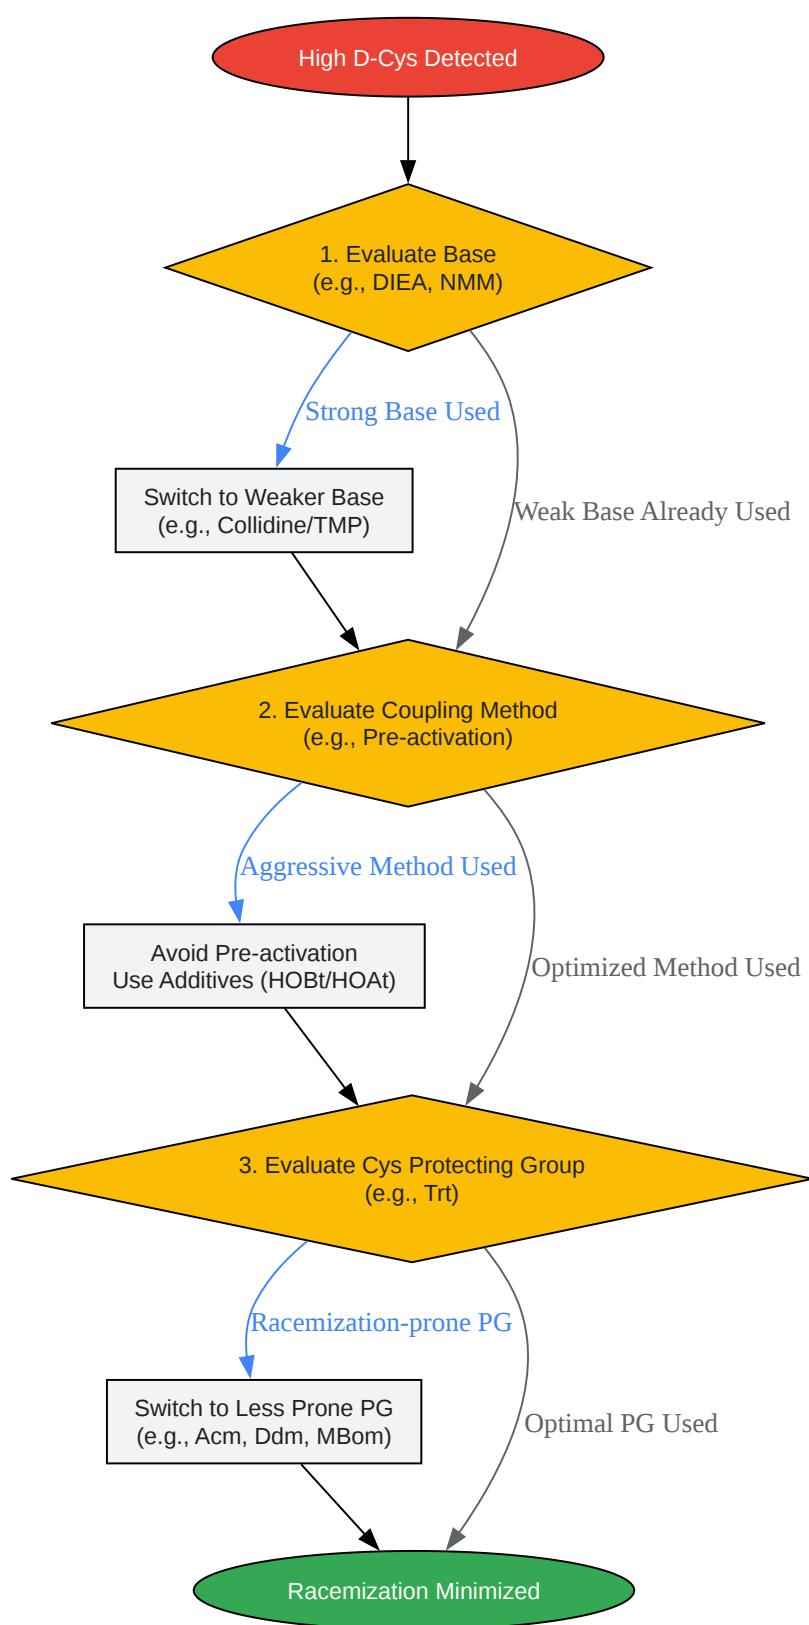 High D-Cys Detected
1. Evaluate Base
(e.g., DIEA, NMM)
Strong Base Used
Switch to Weaker Base
(e.g., Collidine/TMP)
Weak Base Already Used
2. Evaluate Coupling Method
(e.g., Pre-activation)
Aggressive Method Used
Avoid Pre-activation
Use Additives (HOBt/HOAt)
Optimized Method Used
3. Evaluate Cys Protecting Group
(e.g., Trt)
Racemization-prone PG
Switch to Less Prone PG
(e.g., Acm, Ddm, MBom)
Optimal PG Used
Racemization Minimized